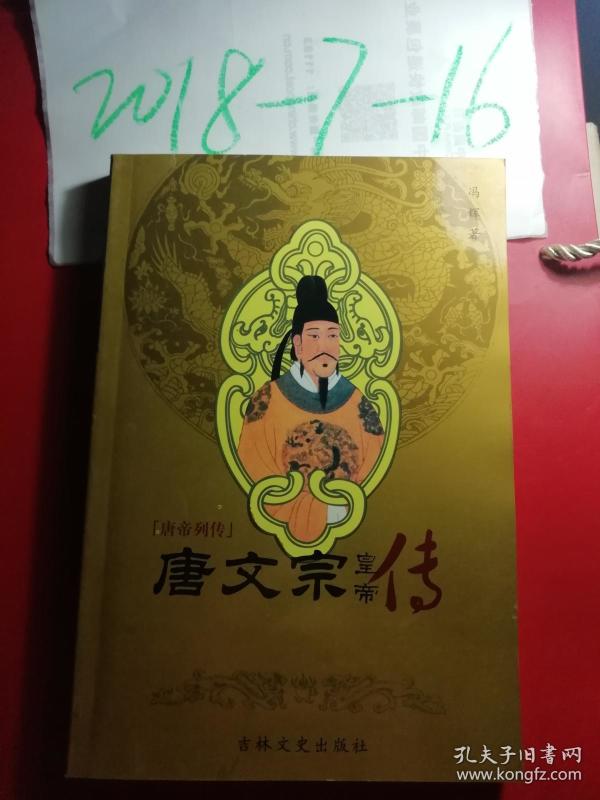 2018-7-16
冯辉 著
「唐帝列传」
唐文宗皇帝传
吉林文史出版社
孔夫子旧书网
www.kongfz.com